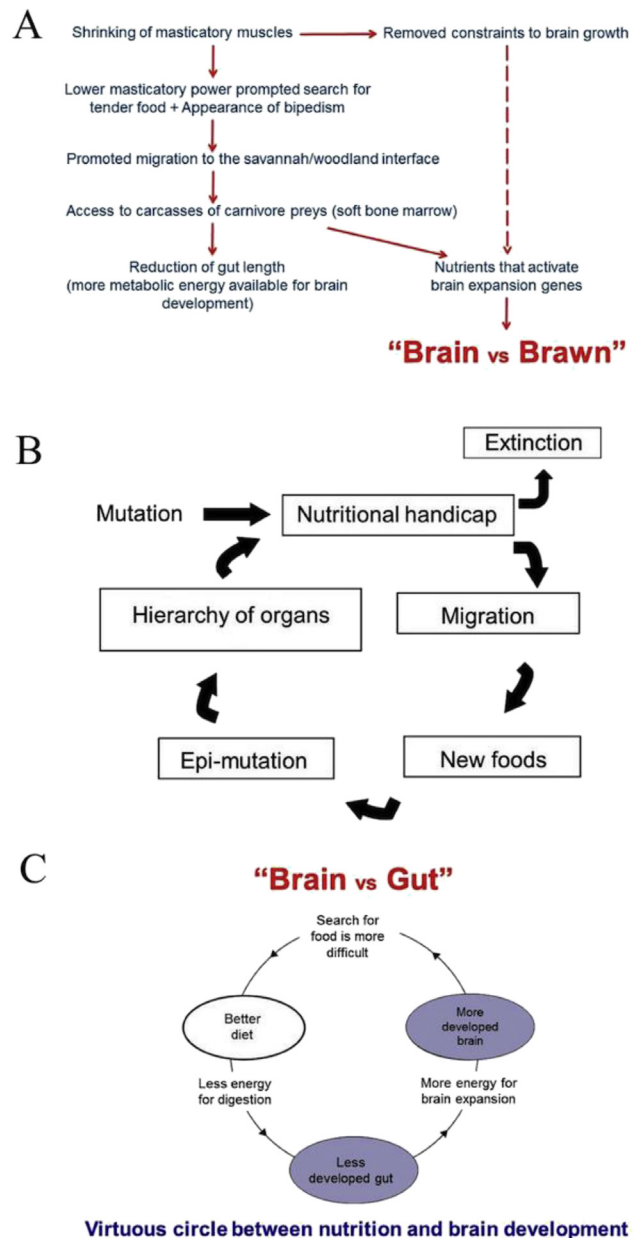 A
Shrinking of masticatory muscles
Removed constraints to brain growth
Lower masticatory power prompted search for
tender food + Appearance of bipedism
Promoted migration to the savannah/woodland interface
Access to carcasses of carnivore preys (soft bone marrow)
Reduction of gut length
(more metabolic energy available for brain
development)
Nutrients that activate
brain expansion genes
“Brain vs Brawn”
B
Extinction
Mutation
Nutritional handicap
Hierarchy of organs
Migration
Epi-mutation
New foods
C
“Brain vs Gut”
Search for
food is more
difficult
Better
diet
More
developed
brain
Less energy
for digestion
More energy for
brain expansion
Less
developed gut
Virtuous circle between nutrition and brain development